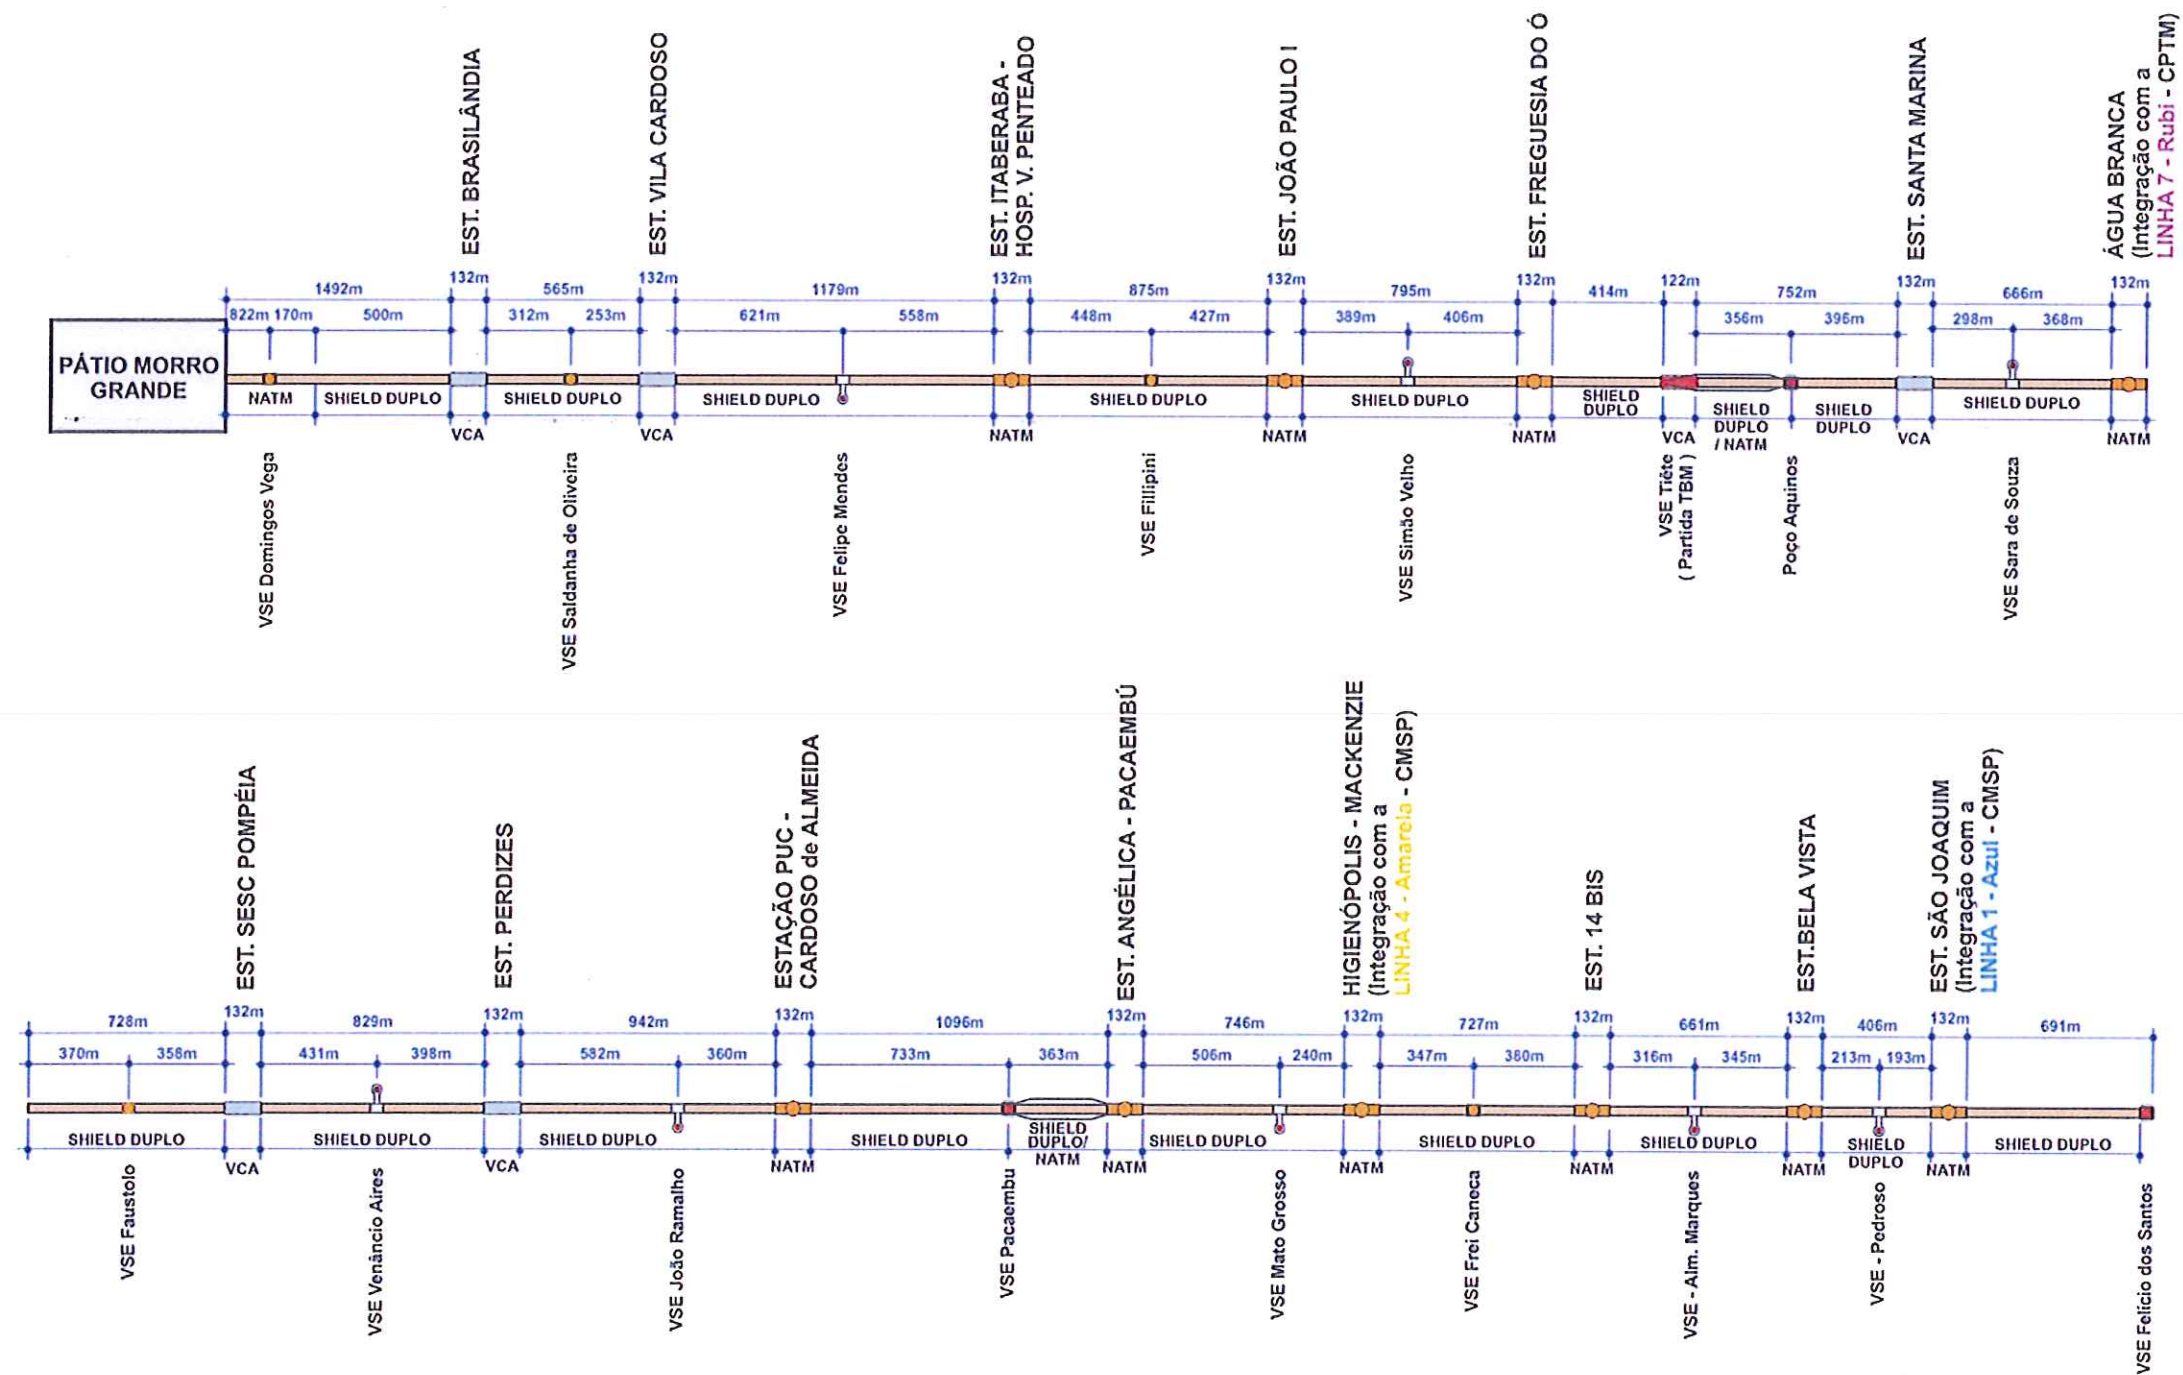 EST. BRASILÂNDIA
EST. VILA CARDOSO
EST. ITABERABA -
HOSP. V. PENTEADO
EST. JOÃO PAULO I
EST. FREGUESIA DO Ó
EST. SANTA MARINA
ÁGUA BRANCA
(Integração com a
LINHA 7 - Rubi - CPTM)
132m 132m 132m 132m 132m 122m 132m 132m
1492m 565m 1179m 875m 795m 414m 752m 666m
822m 170m 500m 312m 253m 621m 558m 448m 427m 389m 406m 356m 396m 298m 368m
PÁTIO MORRO
GRANDE
NATM SHIELD DUPLO SHIELD DUPLO SHIELD DUPLO SHIELD DUPLO SHIELD DUPLO
SHIELD
DUPLO
SHIELD
DUPLO
/ NATM
SHIELD
DUPLO
SHIELD DUPLO
VCA VCA NATM NATM NATM VCA VCA NATM
VSE Domingos Vega
VSE Saldanha de Oliveira
VSE Felipe Mendes
VSE Fillipini
VSE Simão Velho
VSE Tiête
( Partida TBM )
Poço Aquinos
VSE Sara de Souza
EST. SESC POMPÉIA
EST. PERDIZES
ESTAÇÃO PUC -
CARDOSO de ALMEIDA
EST. ANGÉLICA - PACAEMBÚ
HIGIENÓPOLIS - MACKENZIE
(Integração com a
LINHA 4 - Amarela - CMSP)
EST. 14 BIS
EST.BELA VISTA
EST. SÃO JOAQUIM
(Integração com a
LINHA 1 - Azul - CMSP)
132m 132m 132m 132m 132m 132m 132m 132m
728m 829m 942m 1096m 746m 727m 661m 406m 691m
370m 358m 431m 398m 582m 360m 733m 363m 506m 240m 347m 380m 316m 345m 213m 193m
SHIELD DUPLO SHIELD DUPLO SHIELD DUPLO SHIELD DUPLO
SHIELD
DUPLO/
NATM
SHIELD DUPLO SHIELD DUPLO SHIELD DUPLO
SHIELD
DUPLO
SHIELD DUPLO
VCA VCA NATM NATM NATM NATM NATM NATM
VSE Faustolo
VSE Venâncio Aires
VSE João Ramalho
VSE Pacaembu
VSE Mato Grosso
VSE Frei Caneca
VSE - Alm. Marques
VSE - Pedroso
VSE Felício dos Santos